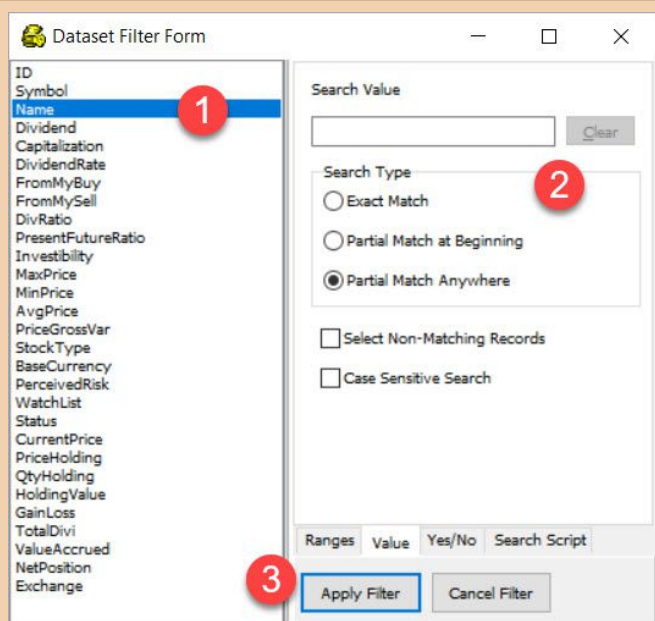 Dataset Filter Form
ID
Symbol
Name
1
Dividend
Capitalization
DividendRate
FromMyBuy
FromMySell
DivRatio
PresentFutureRatio
Investibility
MaxPrice
MinPrice
AvgPrice
PriceGrossVar
StockType
BaseCurrency
PerceivedRisk
WatchList
Status
CurrentPrice
PriceHolding
QtyHolding
HoldingValue
GainLoss
TotalDivi
ValueAccrued
NetPosition
Exchange
Search Value
Clear
Search Type
2
Exact Match
Partial Match at Beginning
Partial Match Anywhere
Select Non-Matching Records
Case Sensitive Search
Ranges Value Yes/No Search Script
3
Apply Filter Cancel Filter